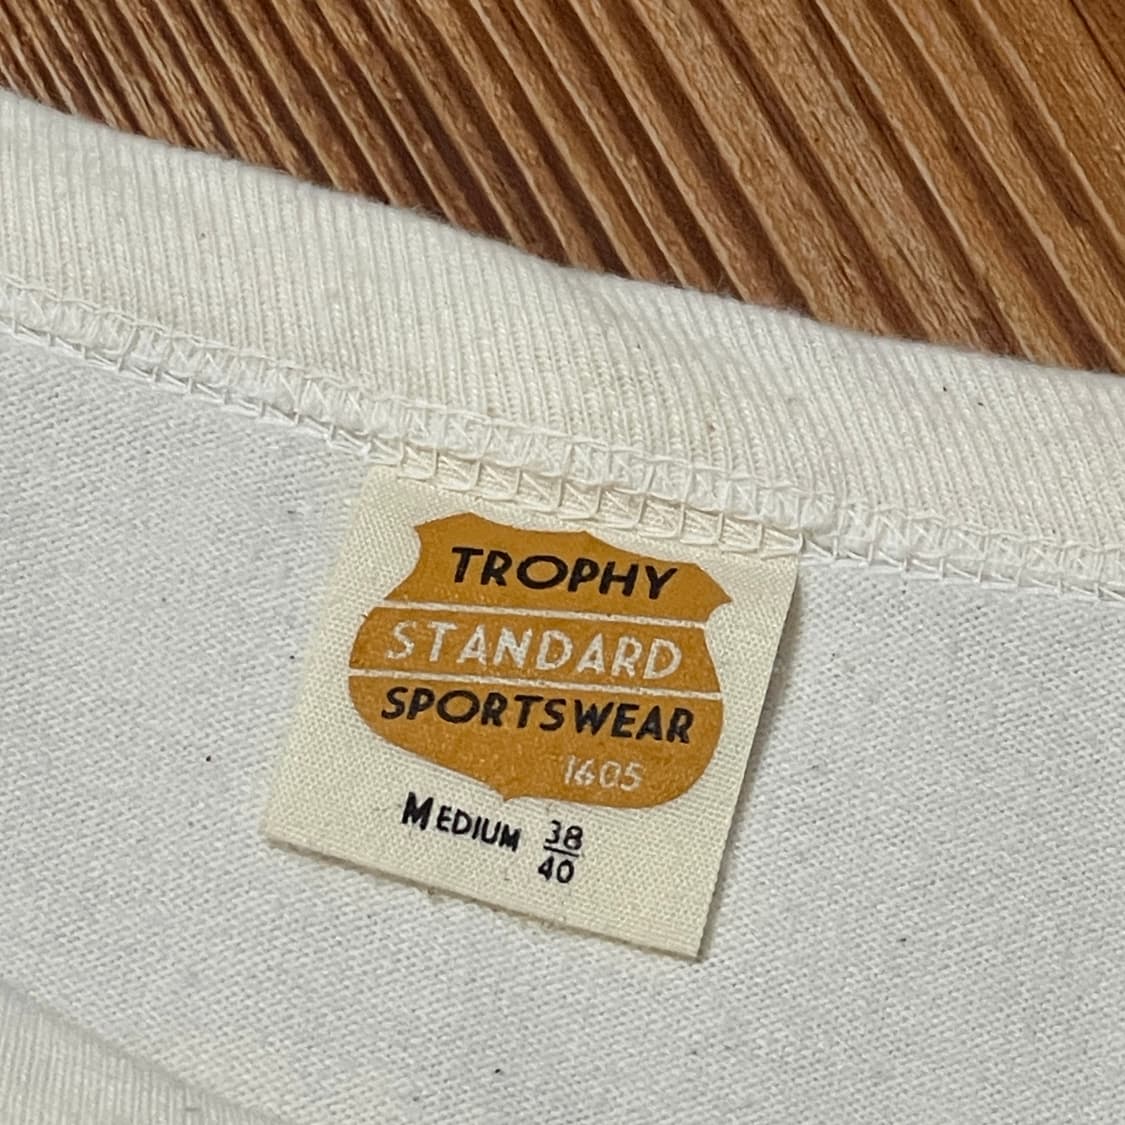 TROPHY
STANDARD
SPORTSWEAR
1605
MEDIUM 38/40